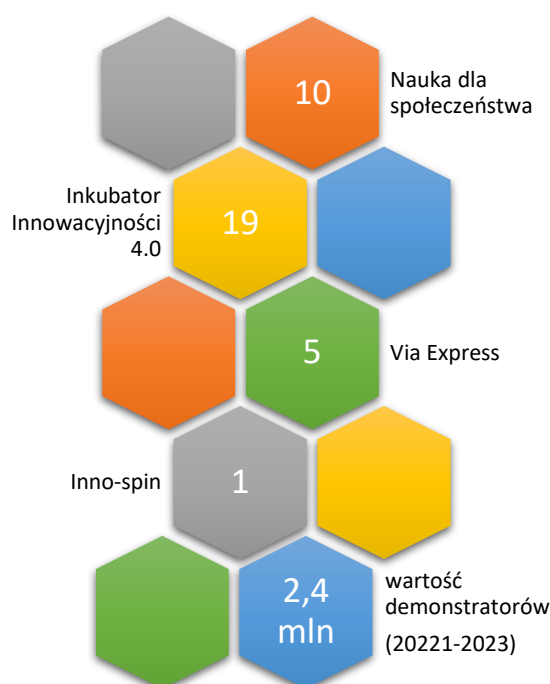 10
Nauka dla
społeczeństwa
Inkubator
Innowacyjności
4.0
19
5
Via Express
Inno-spin
1
2,4
mln
wartość
demonstratorów
(20221-2023)